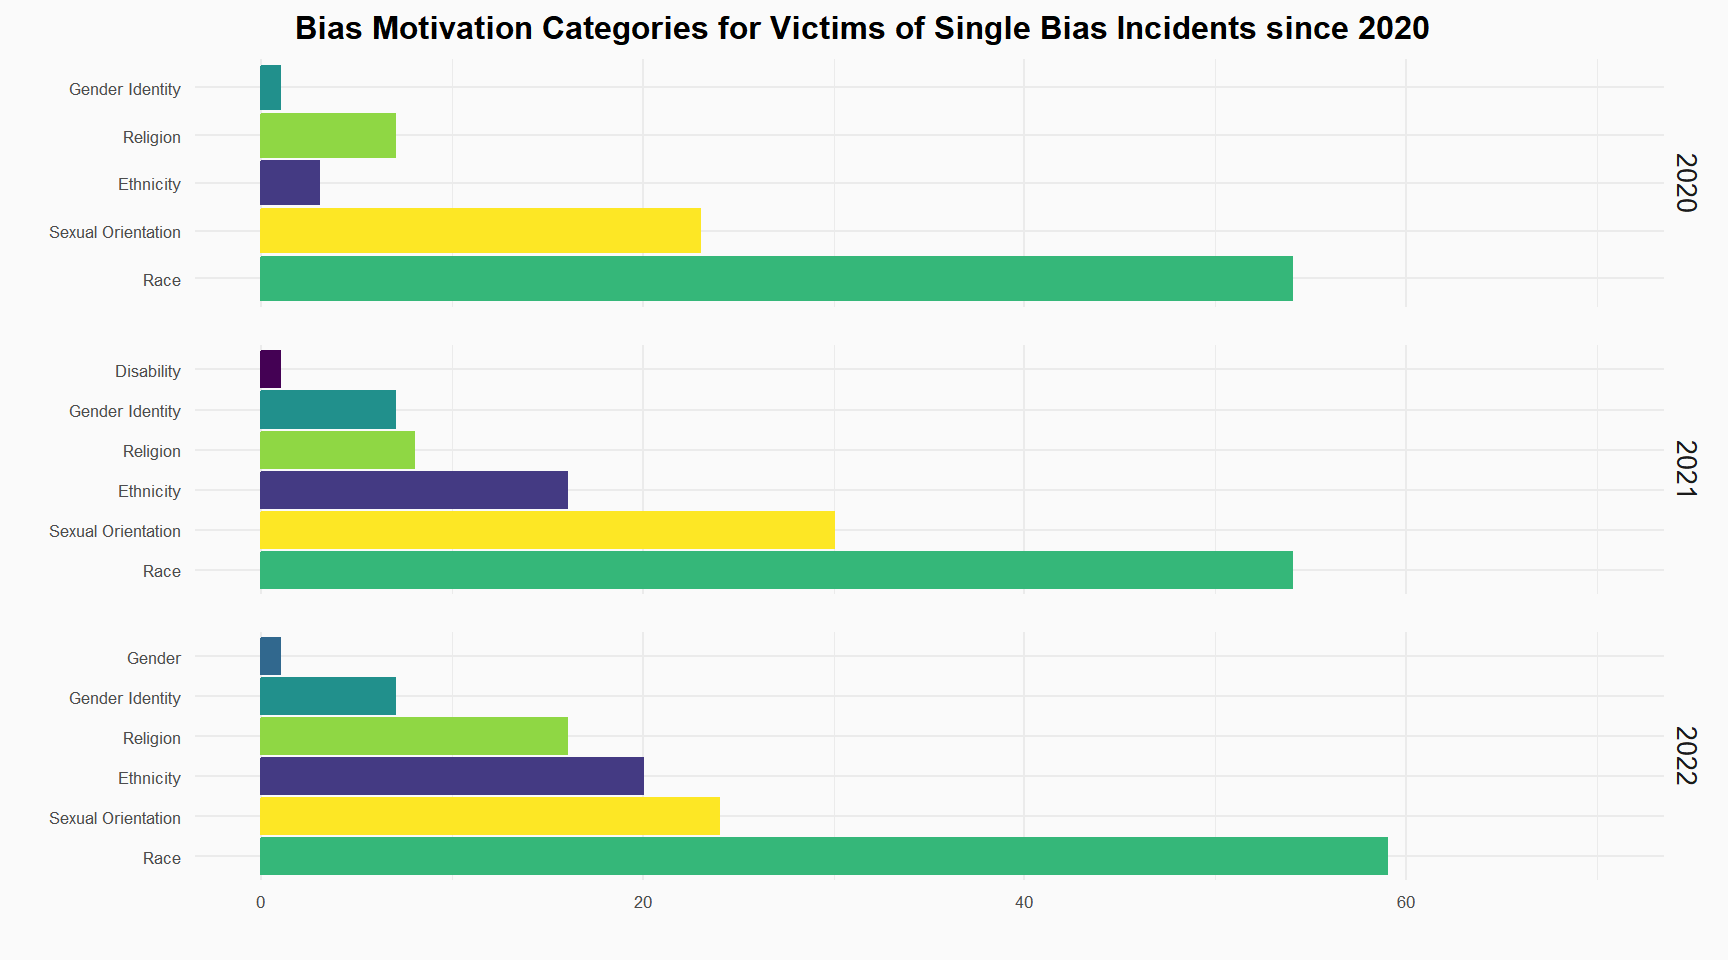 Bias Motivation Categories for Victims of Single Bias Incidents since 2020
Gender Identity
Religion
Ethnicity
Sexual Orientation
Race
2020
Disability
Gender Identity
Religion
Ethnicity
Sexual Orientation
Race
2021
Gender
Gender Identity
Religion
Ethnicity
Sexual Orientation
Race
2022
0 20 40 60